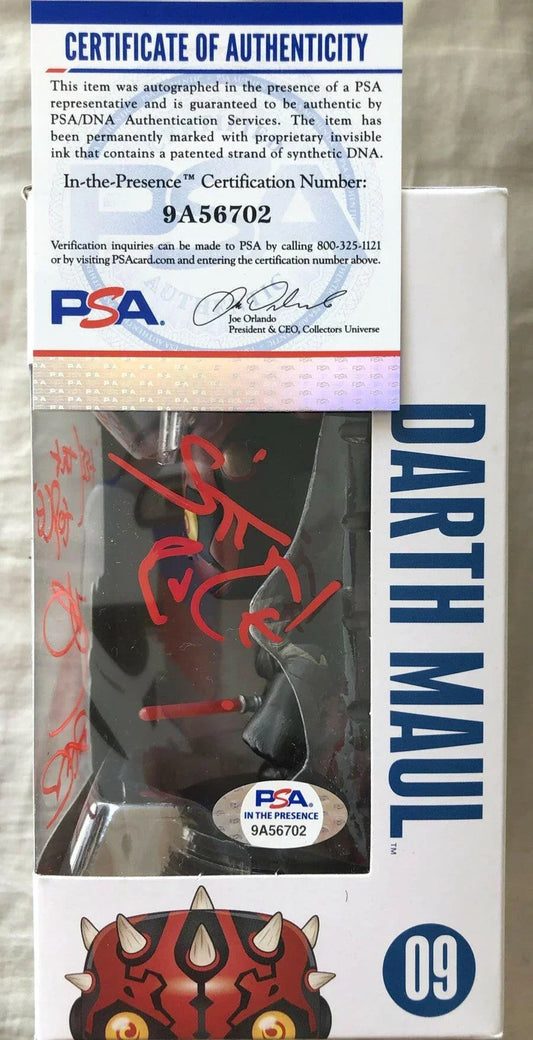 CERTIFICATE OF AUTHENTICITY
This item was autographed in the presence of a PSA
representative and is guaranteed to be authentic by
PSA/DNA Authentication Services. The item has
been permanently marked with proprietary invisible
ink that contains a patented strand of synthetic DNA.
In-the-Presence™ Certification Number:
9A56702
Verification inquiries can be made to PSA by calling 800-325-1121
or by visiting PSAcard.com and entering the certification number above.
PSA®
Joe Orlando
President & CEO, Collectors Universe
DARTH MAUL™
PSA®
IN THE PRESENCE
9A56702
09